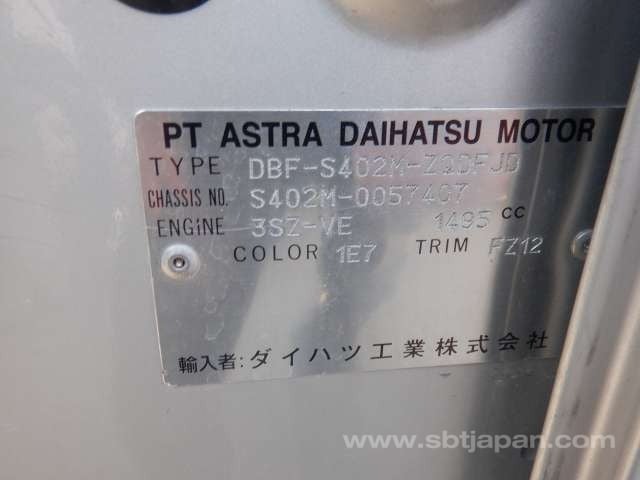 PT ASTRA DAIHATSU MOTOR
TYPE DBF-S402M-ZQDFJD
CHASSIS NO. S402M-0057407
ENGINE 3SZ-VE 1495 CC
COLOR 1E7 TRIM FZ12
輸入者: ダイハツ工業株式会社
www.sbtjapan.com